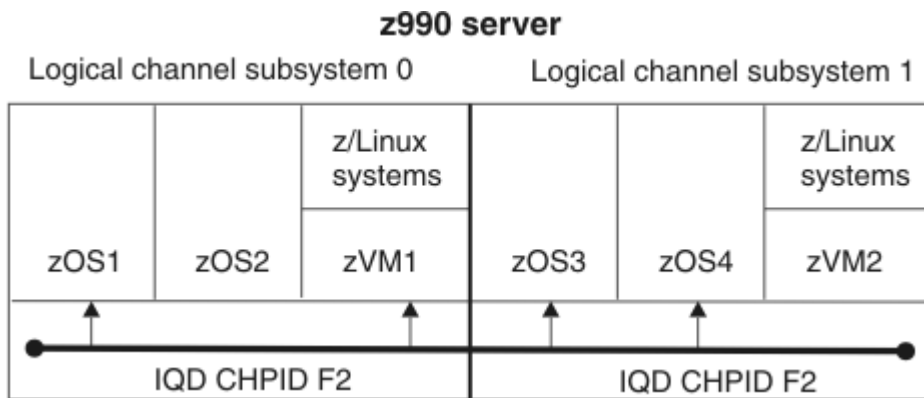 z990 server
Logical channel subsystem 0
Logical channel subsystem 1
z/Linux
systems
z/Linux
systems
zOS1
zOS2
zVM1
zOS3
zOS4
zVM2
IQD CHPID F2
IQD CHPID F2